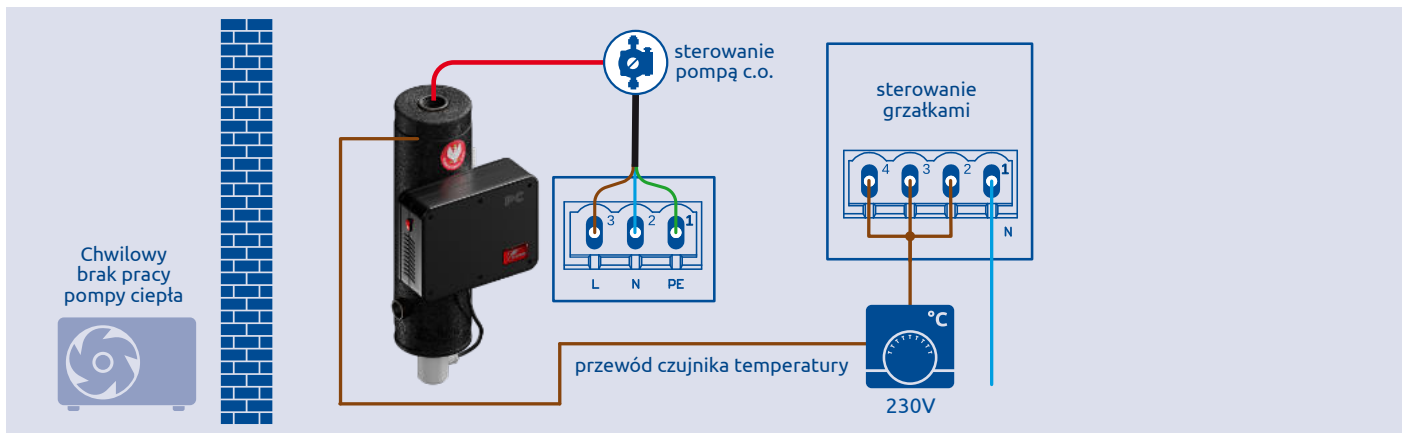 sterowanie
pompą c.o.
sterowanie
grzałkami
4 3 2 1
N
PC
3 2 1
L N PE
Chwilowy
brak pracy
pompy ciepła
°C
przewód czujnika temperatury
230V